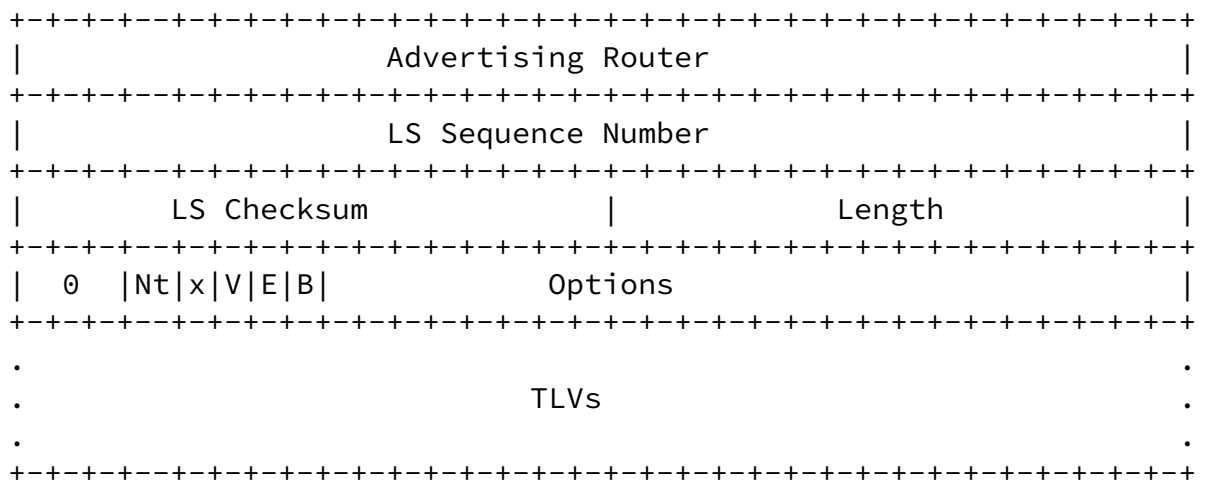 +-+-+-+--+-+-+-+-+-+-+-+-+-+-+-+-+-+-+-+-+-+-+-+-+-+-+-+-+-+-+-+-+
|                    Advertising Router                          |
+-+-+-+--+-+-+-+-+-+-+-+-+-+-+-+-+-+-+-+-+-+-+-+-+-+-+-+-+-+-+-+-+
|                    LS Sequence Number                          |
+-+-+-+--+-+-+-+-+-+-+-+-+-+-+-+-+-+-+-+-+-+-+-+-+-+-+-+-+-+-+-+-+
|        LS Checksum             |            Length             |
+-+-+-+--+-+-+-+-+-+-+-+-+-+-+-+-+-+-+-+-+-+-+-+-+-+-+-+-+-+-+-+-+
|  0  |Nt|x|V|E|B|            Options                            |
+-+-+-+--+-+-+-+-+-+-+-+-+-+-+-+-+-+-+-+-+-+-+-+-+-+-+-+-+-+-+-+-+
.                                                                .
.                            TLVs                                .
.                                                                .
+-+-+-+--+-+-+-+-+-+-+-+-+-+-+-+-+-+-+-+-+-+-+-+-+-+-+-+-+-+-+-+-+